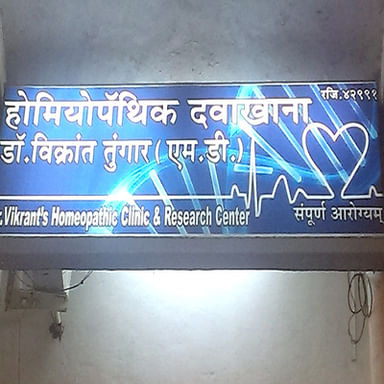 रजि.४२९९१
होमियोपॅथिक दवाखाना
डॉ.विक्रांत तुंगार (एम.डी.)
Vikrant's Homeopathic Clinic & Research Center
संपूर्ण आरोग्यम्